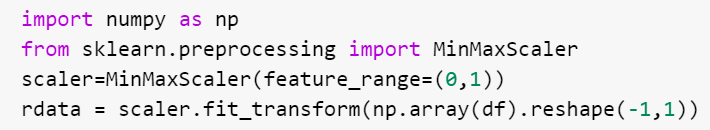 import numpy as np
from sklearn.preprocessing import MinMaxScaler
scaler=MinMaxScaler(feature_range=(0,1))
rdata = scaler.fit_transform(np.array(df).reshape(-1,1))